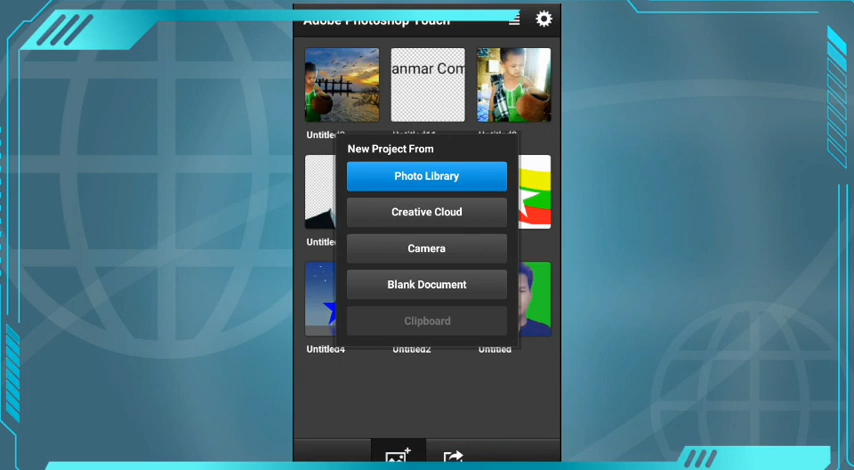 Adobe Photoshop Touch
anmar Com
New Project From
Photo Library
Creative Cloud
Camera
Blank Document
Clipboard
Untitled4
Untitled2
Untitled